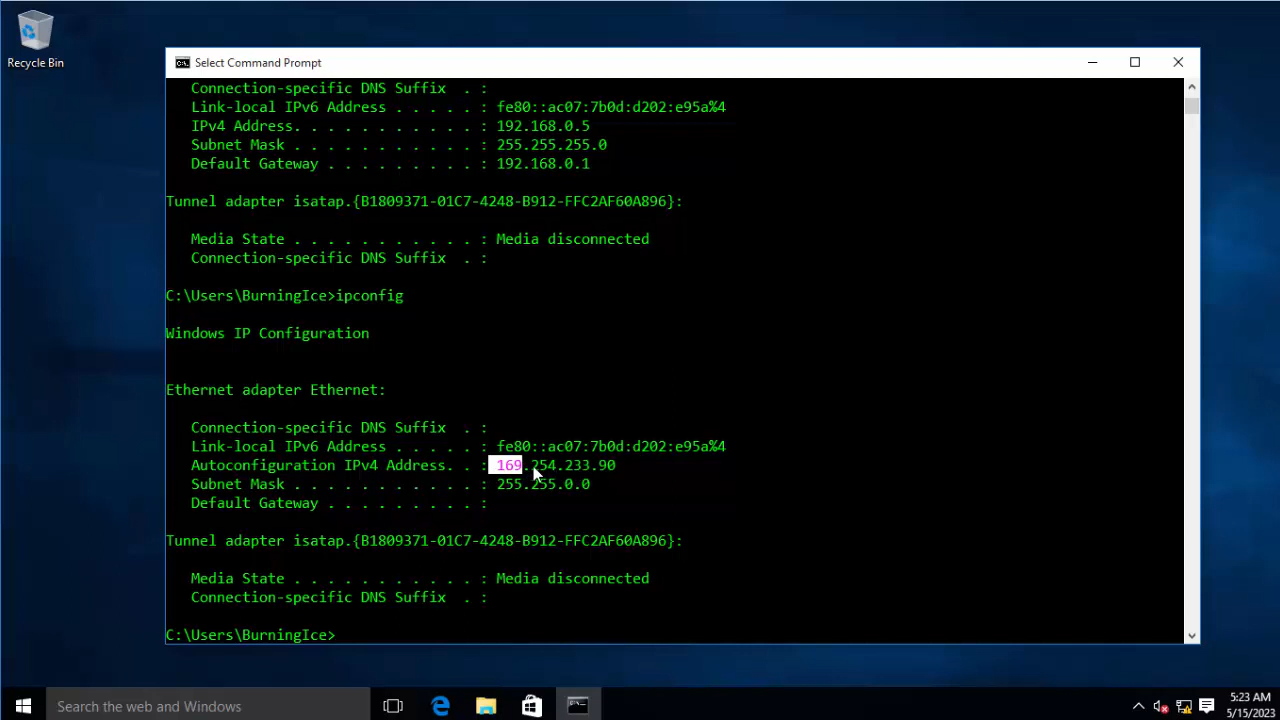 Recycle Bin
Select Command Prompt
Connection-specific DNS Suffix . :
Link-local IPv6 Address . . . . . : fe80::ac07:7b0d:d202:e95a%4
IPv4 Address. . . . . . . . . . . : 192.168.0.5
Subnet Mask . . . . . . . . . . . : 255.255.255.0
Default Gateway . . . . . . . . . : 192.168.0.1
Tunnel adapter isatap.{B1809371-01C7-4248-B912-FFC2AF60A896}:
Media State . . . . . . . . . . . : Media disconnected
Connection-specific DNS Suffix . :
C:\Users\BurningIce>ipconfig
Windows IP Configuration
Ethernet adapter Ethernet:
Connection-specific DNS Suffix . :
Link-local IPv6 Address . . . . . : fe80::ac07:7b0d:d202:e95a%4
Autoconfiguration IPv4 Address. . : 169.254.233.90
Subnet Mask . . . . . . . . . . . : 255.255.0.0
Default Gateway . . . . . . . . . :
Tunnel adapter isatap.{B1809371-01C7-4248-B912-FFC2AF60A896}:
Media State . . . . . . . . . . . : Media disconnected
Connection-specific DNS Suffix . :
C:\Users\BurningIce>
Search the web and Windows
5:23 AM
5/15/2023